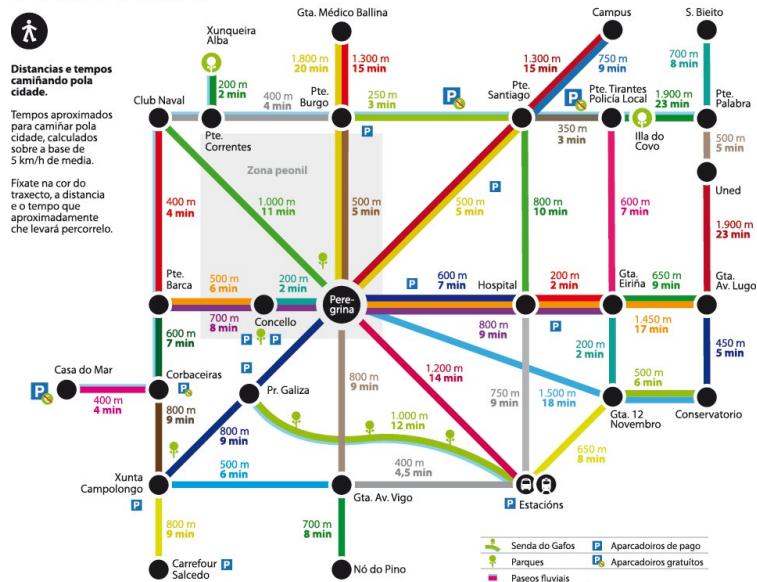 Xunqueira
Alba
Gta. Médico Ballina
Campus
S. Bieito
Distancias e tempos
camiñando pola
cidade.
Tempos aproximados
para camiñar pola
cidade, calculados
sobre a base de
5 km/h de media.
Fíxate na cor do
traxecto, a distancia
e o tempo que
aproximadamente
che levará percorrelo.
200 m
2 min
1.800 m
20 min
1.300 m
15 min
1.300 m
15 min
750 m
9 min
700 m
8 min
Club Naval
400 m
4 min
Pte.
Burgo
250 m
3 min
P
Pte.
Santiago
P
Pte. Tirantes
Policía Local
1.900 m
23 min
Pte.
Palabra
Pte.
Correntes
P
350 m
3 min
Illa do
Covo
500 m
5 min
Zona peonil
Uned
400 m
4 min
1.000 m
11 min
500 m
5 min
500 m
5 min
P
800 m
10 min
600 m
7 min
1.900 m
23 min
Pte.
Barca
500 m
6 min
200 m
2 min
Pere-
grina
P
600 m
7 min
Hospital
200 m
2 min
Gta.
Eiriña
650 m
9 min
Gta.
Av. Lugo
700 m
8 min
Concello
P
P
800 m
9 min
P
1.450 m
17 min
600 m
7 min
200 m
2 min
450 m
5 min
Casa do Mar
P
400 m
4 min
Corbaceiras
P
P
Pr. Galiza
800 m
9 min
1.200 m
14 min
750 m
9 min
1.500 m
18 min
500 m
6 min
Gta. 12
Novembro
Conservatorio
800 m
9 min
800 m
9 min
1.000 m
12 min
650 m
8 min
Xunta
Campolongo
P
500 m
6 min
Gta. Av. Vigo
400 m
4,5 min
P
Estacións
800 m
9 min
700 m
8 min
Carrefour
Salcedo
P
Nó do Pino
Senda do Gafos
P
Aparcadoiros de pago
Parques
P
Aparcadoiros gratuítos
Paseos fluviais